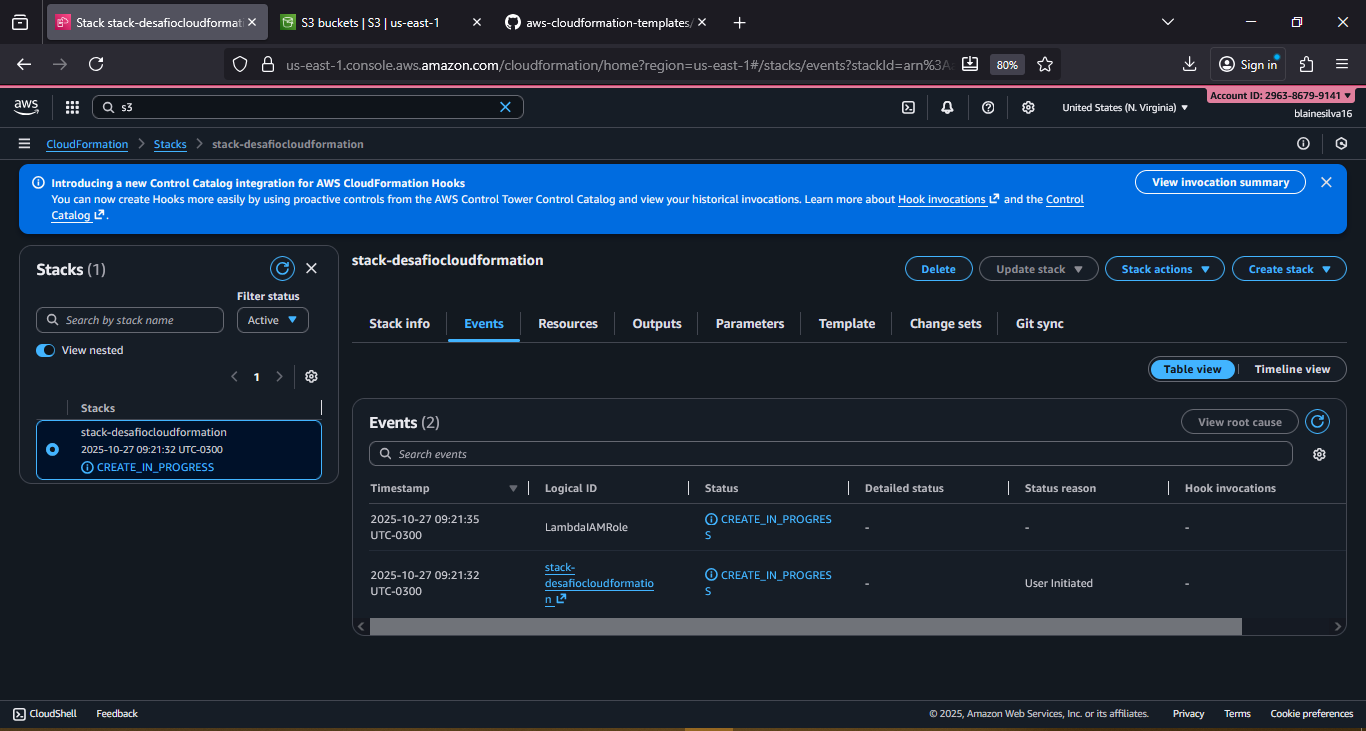 Stack stack-desafiocloudformati
S3 buckets | S3 | us-east-1
aws-cloudformation-templates/
us-east-1.console.aws.amazon.com/cloudformation/home?region=us-east-1#/stacks/events?stackId=arn%3A
80%
Sign in
aws
s3
United States (N. Virginia)
Account ID: 2963-8679-9141
blainesilva16
CloudFormation
Stacks
stack-desafiocloudformation
Introducing a new Control Catalog integration for AWS CloudFormation Hooks
You can now create Hooks more easily by using proactive controls from the AWS Control Tower Control Catalog and view your historical invocations. Learn more about Hook invocations and the Control
Catalog .
View invocation summary
Stacks (1)
Filter status
Search by stack name
Active
View nested
1
Stacks
stack-desafiocloudformation
2025-10-27 09:21:32 UTC-0300
CREATE_IN_PROGRESS
stack-desafiocloudformation
Delete
Update stack
Stack actions
Create stack
Stack info
Events
Resources
Outputs
Parameters
Template
Change sets
Git sync
Table view
Timeline view
Events (2)
View root cause
Search events
Timestamp
Logical ID
Status
Detailed status
Status reason
Hook invocations
2025-10-27 09:21:35
UTC-0300
LambdaIAMRole
CREATE_IN_PROGRES
S
-
-
-
2025-10-27 09:21:32
UTC-0300
stack-
desafiocloudformatio
n
CREATE_IN_PROGRES
S
-
User Initiated
-
CloudShell
Feedback
© 2025, Amazon Web Services, Inc. or its affiliates.
Privacy
Terms
Cookie preferences